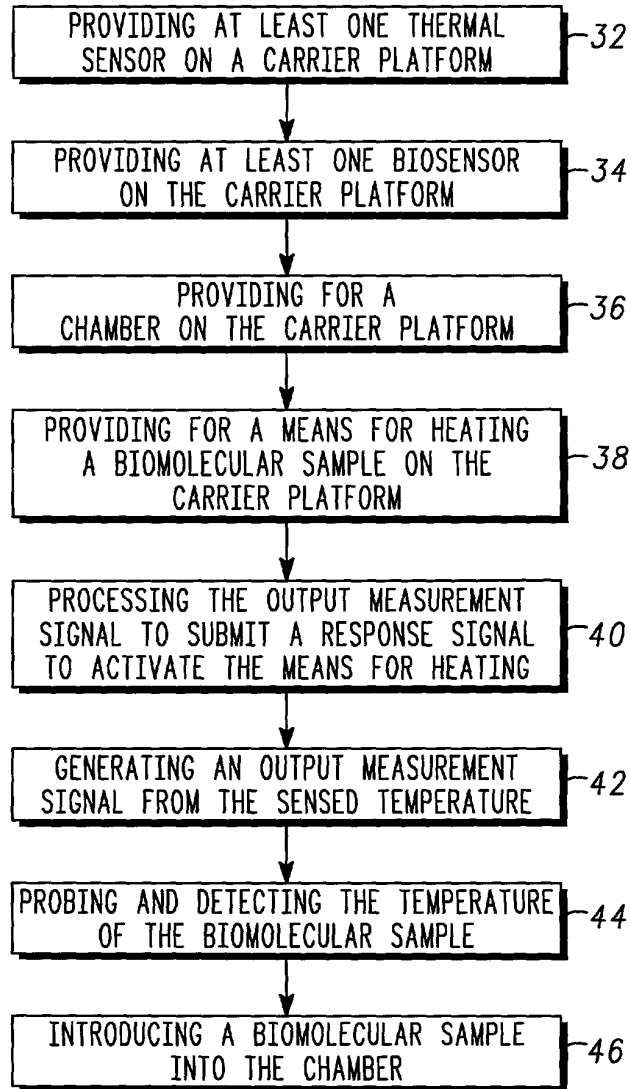 PROVIDING AT LEAST ONE THERMAL
SENSOR ON A CARRIER PLATFORM
32
PROVIDING AT LEAST ONE BIOSENSOR
ON THE CARRIER PLATFORM
34
PROVIDING FOR A
CHAMBER ON THE CARRIER PLATFORM
36
PROVIDING FOR A MEANS FOR HEATING
A BIOMOLECULAR SAMPLE ON THE
CARRIER PLATFORM
38
PROCESSING THE OUTPUT MEASUREMENT
SIGNAL TO SUBMIT A RESPONSE SIGNAL
TO ACTIVATE THE MEANS FOR HEATING
40
GENERATING AN OUTPUT MEASUREMENT
SIGNAL FROM THE SENSED TEMPERATURE
42
PROBING AND DETECTING THE TEMPERATURE
OF THE BIOMOLECULAR SAMPLE
44
INTRODUCING A BIOMOLECULAR SAMPLE
INTO THE CHAMBER
46